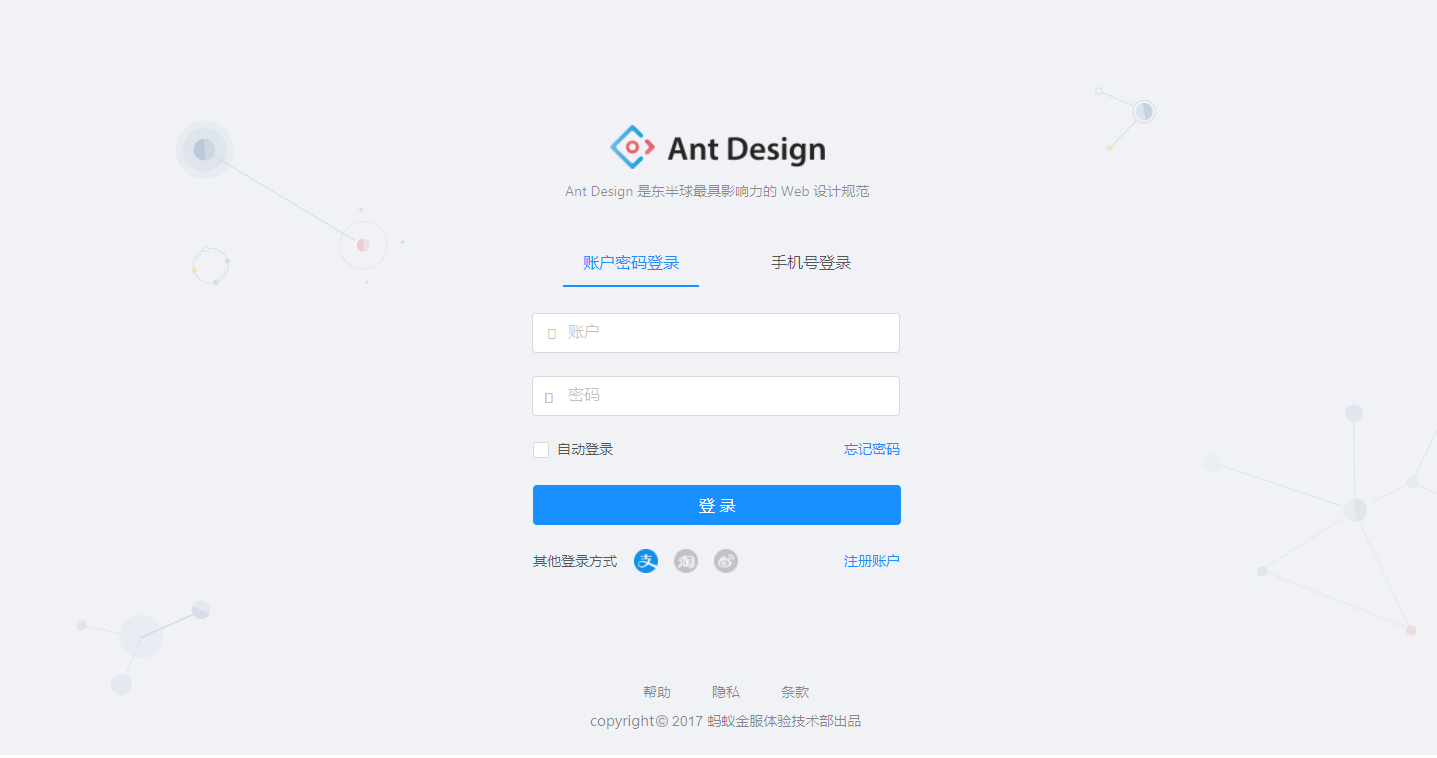 Ant Design
Ant Design 是东半球最具影响力的 Web 设计规范
账户密码登录 手机号登录
账户
密码
自动登录 忘记密码
登 录
其他登录方式 支 淘 注册账户
帮助 隐私 条款
copyright© 2017 蚂蚁金服体验技术部出品